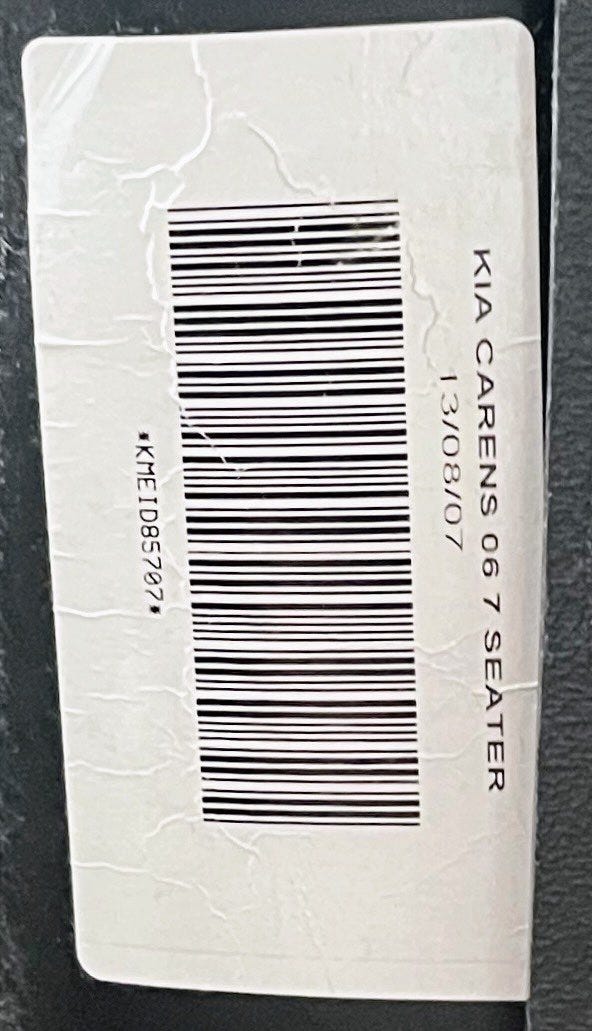 KIA CARENS 06 7 SEATER
13/08/07
*KMEID85707*